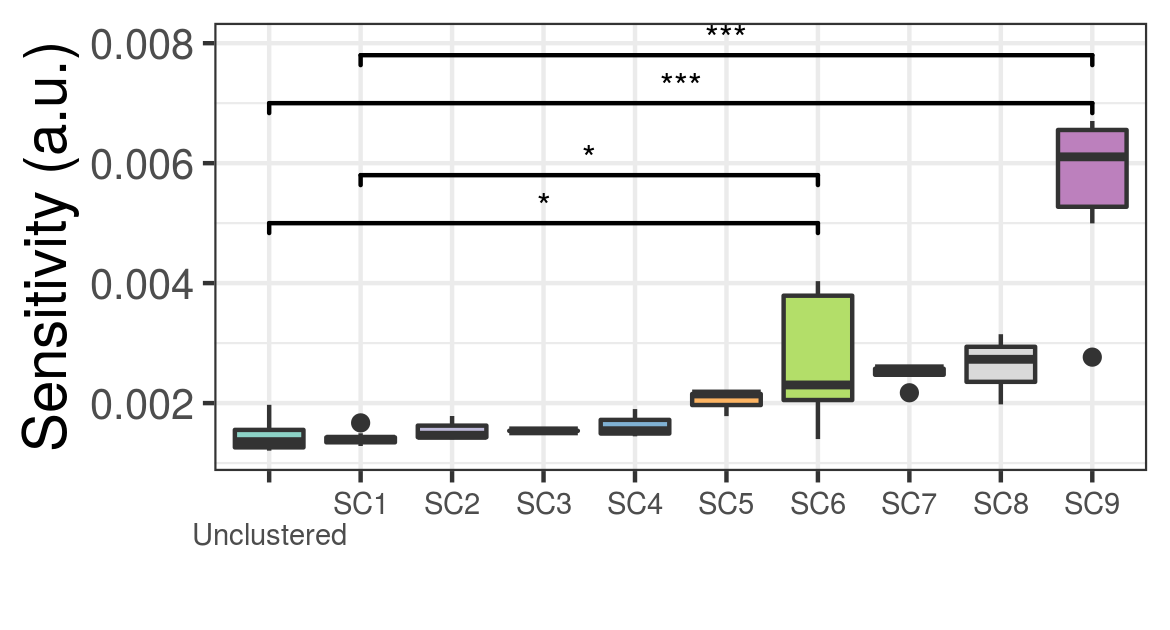 Sensitivity (a.u.)
0.008
0.006
0.004
0.002
***
***
*
*
SC1 SC2 SC3 SC4 SC5 SC6 SC7 SC8 SC9
Unclustered